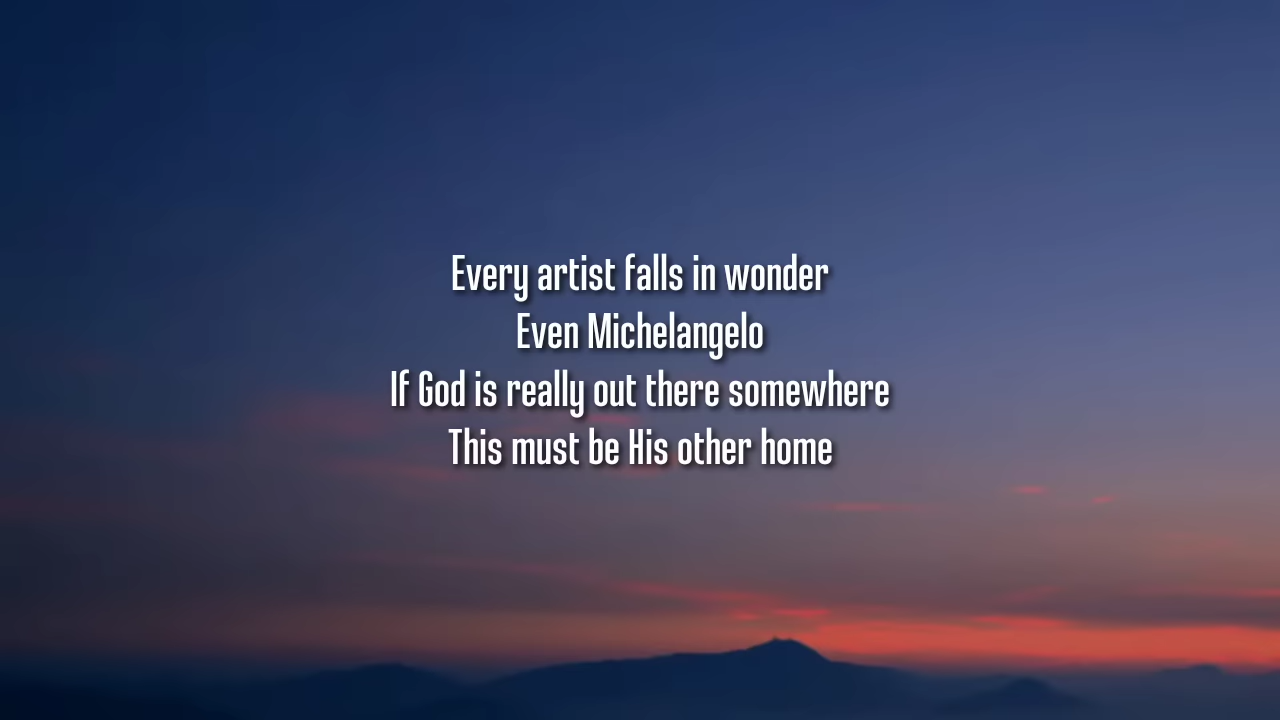 Every artist falls in wonder
Even Michelangelo
If God is really out there somewhere
This must be His other home